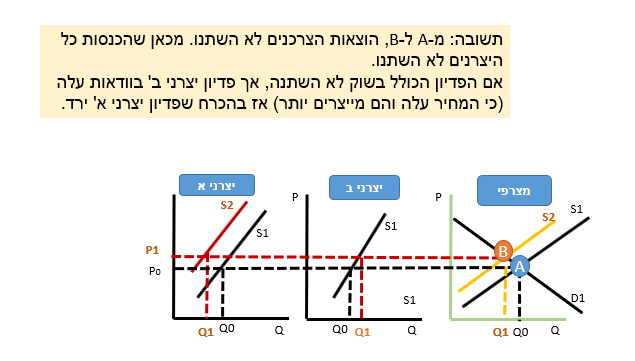 תשובה: מ-A ל-B, הוצאות הצרכנים לא השתנו. מכאן שהכנסות כל
היצרנים לא השתנו.
אם הפדיון הכולל בשוק לא השתנה, אך פדיון יצרני ב' בוודאות עלה
(כי המחיר עלה והם מייצרים יותר) אז בהכרח שפדיון יצרני א' ירד.
יצרני א
יצרני ב
מצרפי
S2
S1
P1
P0
Q1
Q0
Q
P
S1
S1
Q0
Q1
Q
P
S2
S1
B
A
D1
Q1
Q0
Q